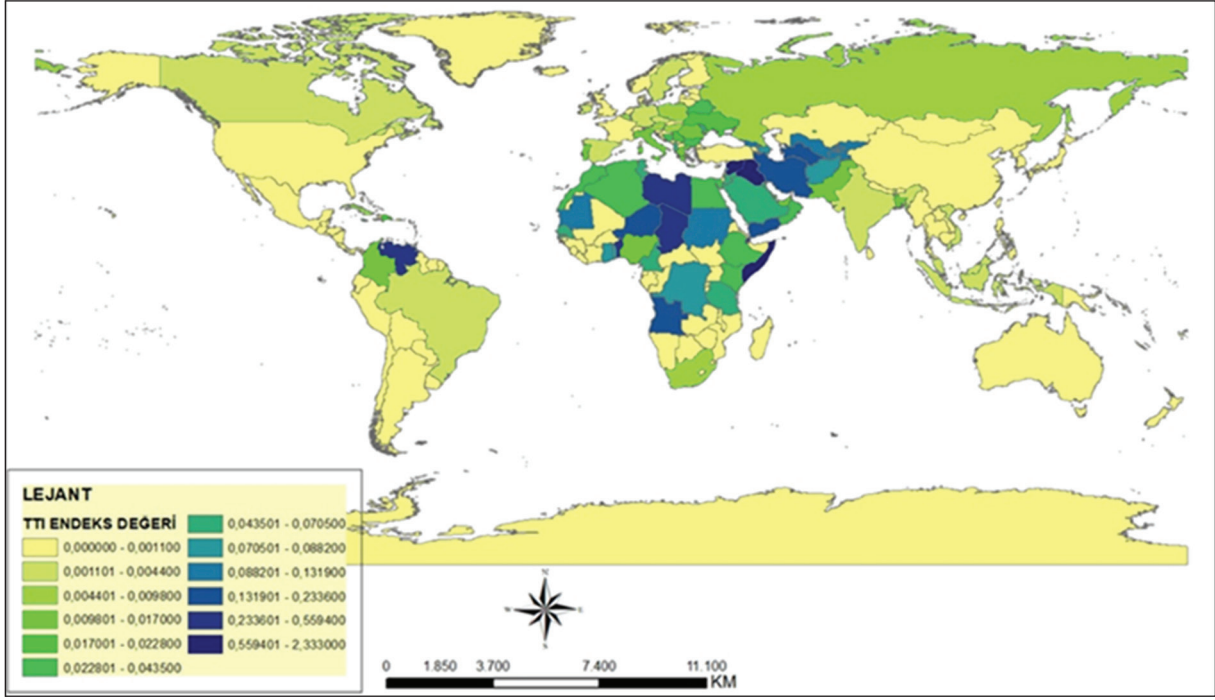 LEJANT
TTI ENDEKS DEĞERİ
0,000000 - 0,001100
0,001101 - 0,004400
0,004401 - 0,009800
0,009801 - 0,017000
0,017001 - 0,022800
0,022801 - 0,043500
0,043501 - 0,070500
0,070501 - 0,088200
0,088201 - 0,131900
0,131901 - 0,233600
0,233601 - 0,559400
0,559401 - 2,333000
N
W E
S
0 1.850 3.700 7.400 11.100
KM